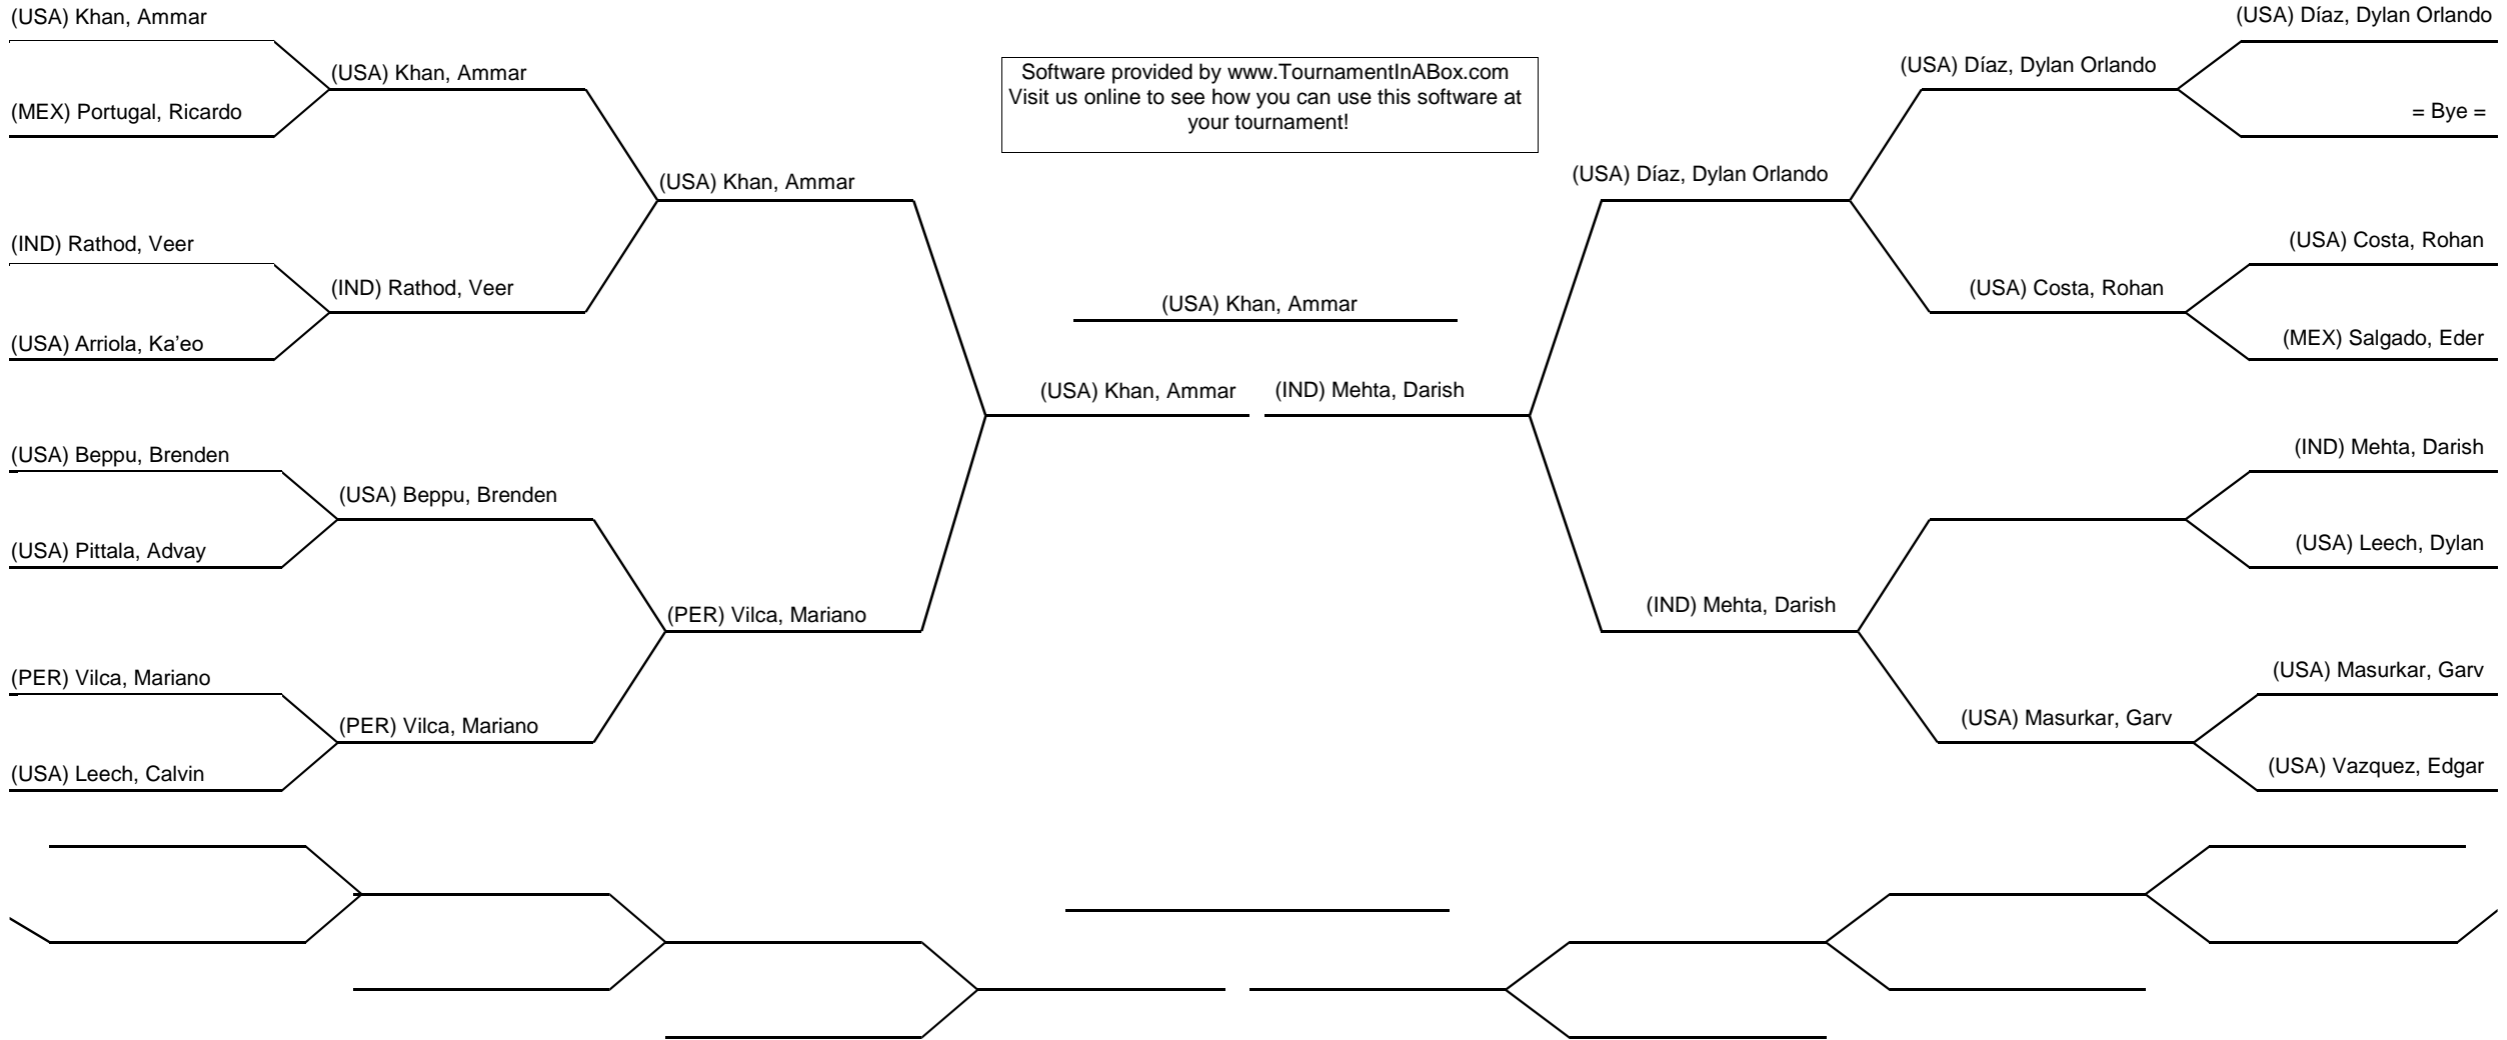 (USA) Khan, Ammar
(MEX) Portugal, Ricardo
(IND) Rathod, Veer
(USA) Arriola, Ka’eo
(USA) Beppu, Brenden
(USA) Pittala, Advay
(PER) Vilca, Mariano
(USA) Leech, Calvin
(USA) Khan, Ammar
(IND) Rathod, Veer
(USA) Beppu, Brenden
(PER) Vilca, Mariano
(USA) Khan, Ammar
(PER) Vilca, Mariano
Software provided by www.TournamentInABox.com
Visit us online to see how you can use this software at
your tournament!
(USA) Khan, Ammar
(USA) Khan, Ammar
(IND) Mehta, Darish
(USA) Díaz, Dylan Orlando
(IND) Mehta, Darish
(USA) Díaz, Dylan Orlando
(USA) Costa, Rohan
(USA) Masurkar, Garv
(USA) Díaz, Dylan Orlando
= Bye =
(USA) Costa, Rohan
(MEX) Salgado, Eder
(IND) Mehta, Darish
(USA) Leech, Dylan
(USA) Masurkar, Garv
(USA) Vazquez, Edgar